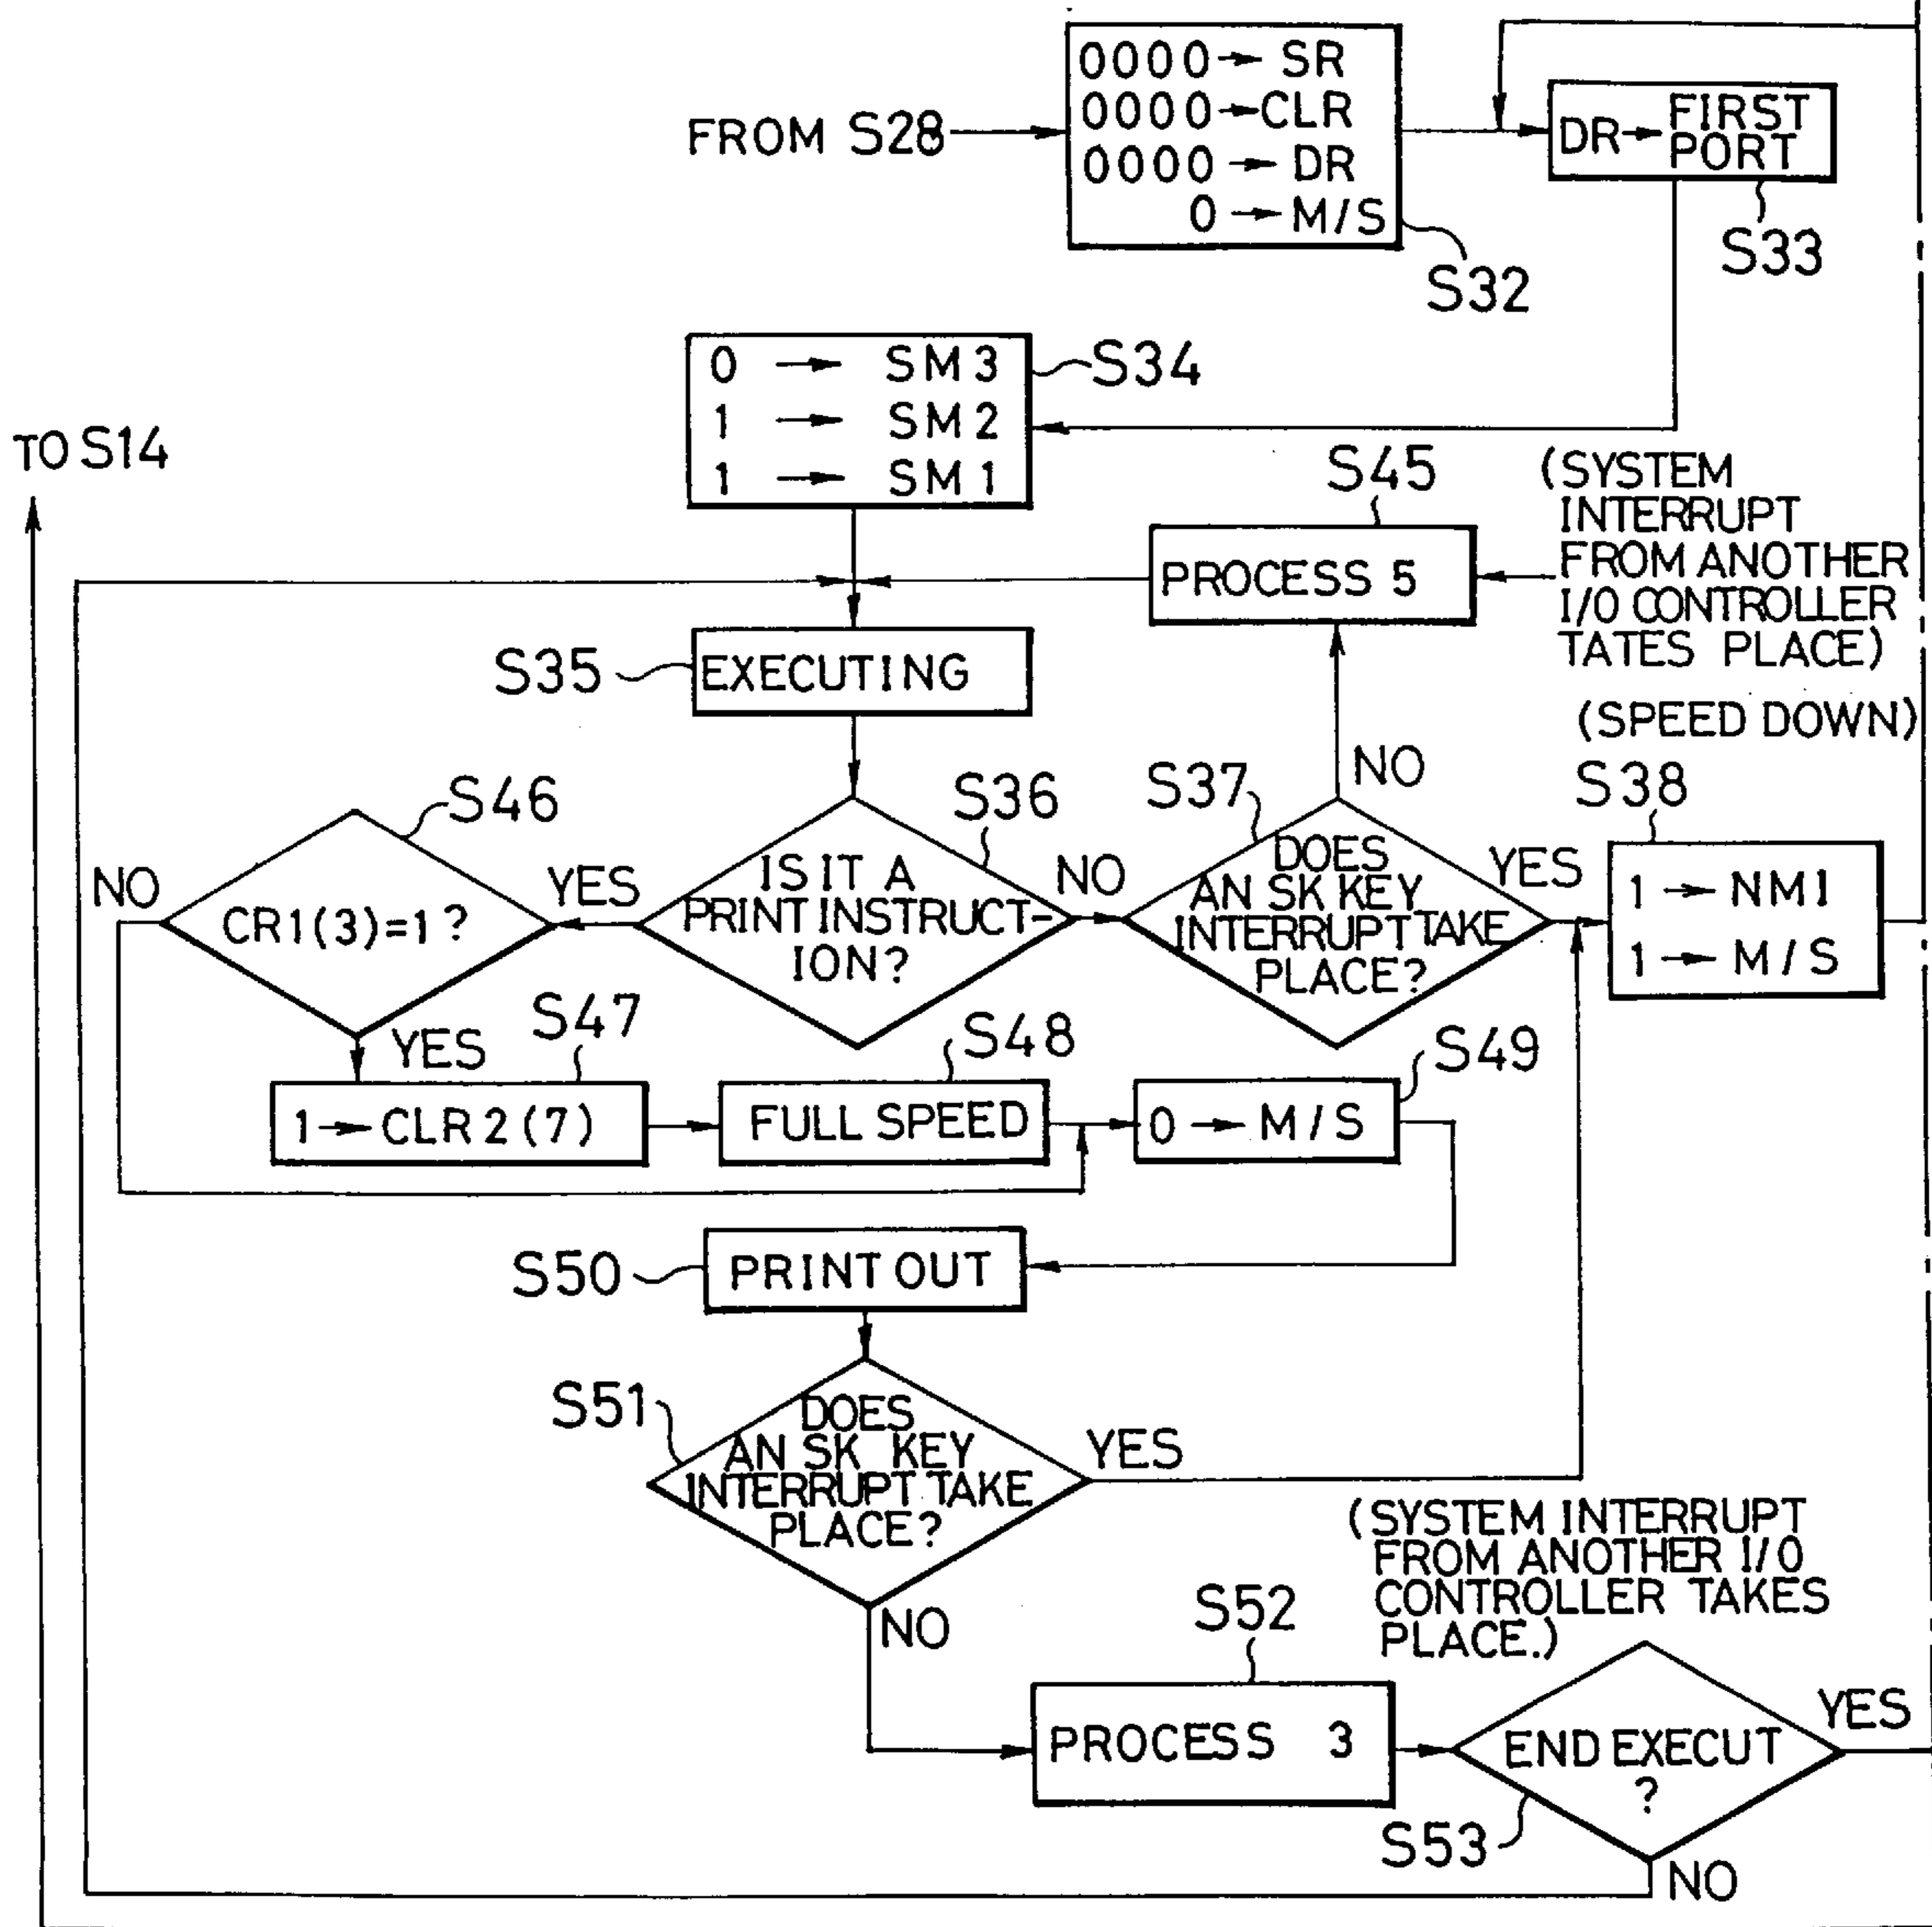 0000→ SR
0000→CLR
0000→ DR
0→ M/S
FROM S28
DR→ FIRST
PORT
S33
S32
0 → SM3
1 → SM2
1 → SM1
S34
TO S14
S45
PROCESS 5
(SYSTEM
INTERRUPT
FROM ANOTHER
I/O CONTROLLER
TATES PLACE)
S35
EXECUTING
(SPEED DOWN)
S46
S36
S37
NO
S38
NO
CR1(3)=1?
YES
IS IT A
PRINT INSTRUCT-
ION?
NO
DOES
AN SK KEY
INTERRUPT TAKE
PLACE?
YES
1 → NM1
1 → M/S
YES
S47
S48
S49
1→ CLR2(7)
FULL SPEED
0 → M/S
S50
PRINT OUT
S51
DOES
AN SK KEY
INTERRUPT TAKE
PLACE?
YES
NO
(SYSTEM INTERRUPT
FROM ANOTHER I/O
CONTROLLER TAKES
PLACE.)
S52
PROCESS 3
END EXECUT
?
YES
S53
NO